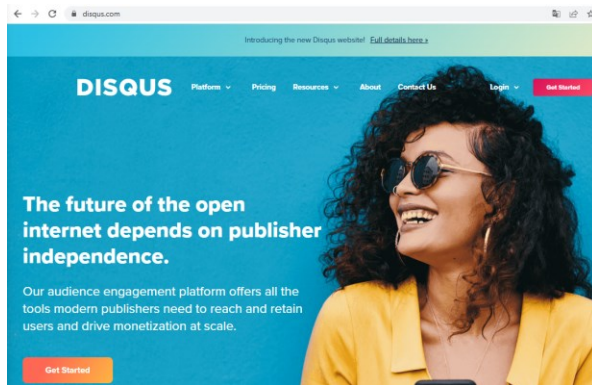 disqus.com
Introducing the new Disqus website! Full details here »
DISQUS Platform Pricing Resources About Contact Us Login Get Started
The future of the open
internet depends on publisher
independence.
Our audience engagement platform offers all the
tools modern publishers need to reach and retain
users and drive monetization at scale.
Get Started